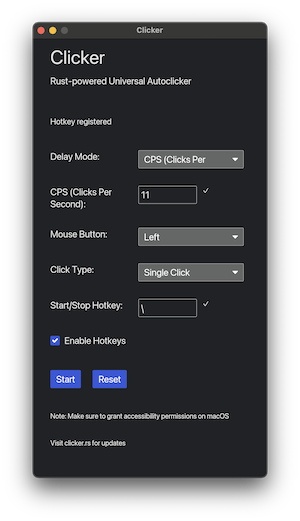 Clicker
Clicker
Rust-powered Universal Autoclicker
Hotkey registered
Delay Mode:
CPS (Clicks Per
CPS (Clicks Per
Second):
11
Mouse Button:
Left
Click Type:
Single Click
Start/Stop Hotkey:
\
Enable Hotkeys
Start
Reset
Note: Make sure to grant accessibility permissions on macOS
Visit clicker.rs for updates